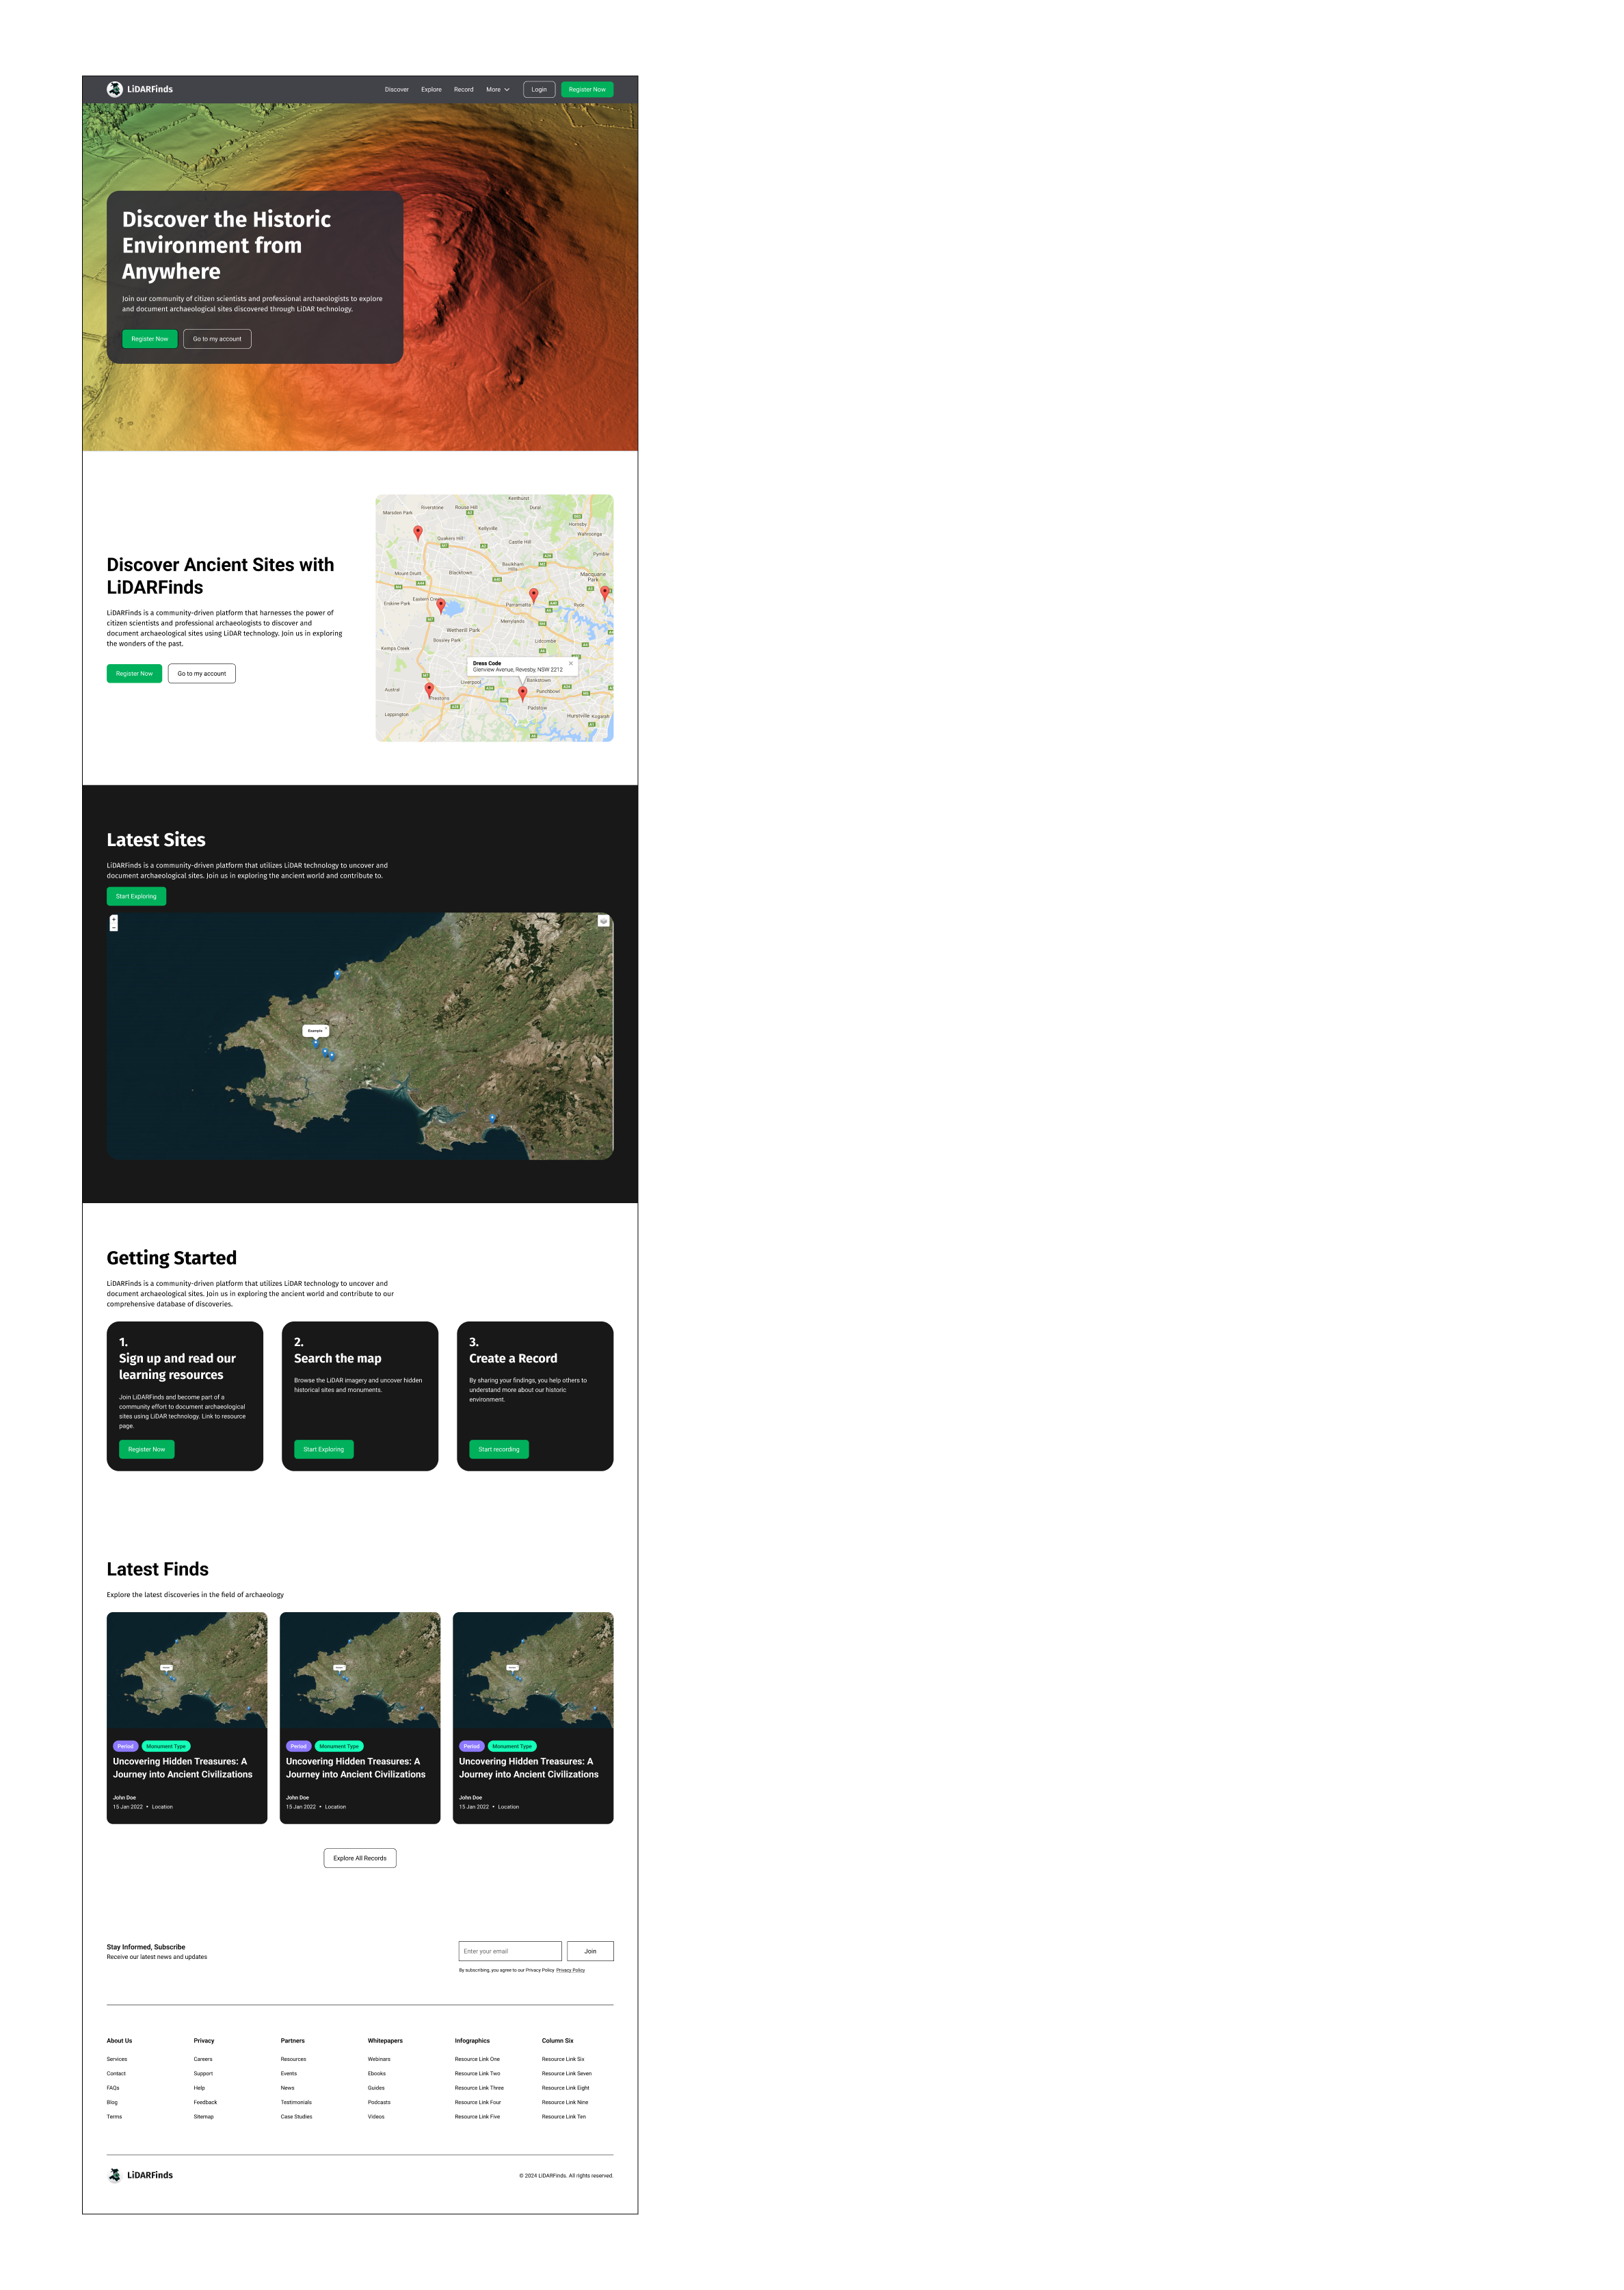 LiDARFinds
Discover Explore Record More Login Register Now
Discover the Historic
Environment from
Anywhere
Join our community of citizen scientists and professional archaeologists to explore
and document archaeological sites discovered through LiDAR technology.
Register Now Go to my account
Discover Ancient Sites with
LiDARFinds
LiDARFinds is a community-driven platform that harnesses the power of
citizen scientists and professional archaeologists to discover and
document archaeological sites using LiDAR technology. Join us in exploring
the wonders of the past.
Register Now Go to my account
Kenthurst
Riverstone Rouse Hill Dural
Marsden Park
Hornsby
Kellyville
Wahroonga
Quakers Hill
Castle Hill
Pymble
Baulkham
Hills
Mount Druitt Blacktown
Macquarie
Park
Eastern Creek
Erskine Park Parramatta Ryde
Merrylands
Wetherill Park
Bossley Park Lidcombe
Kemps Creek
Dress Code
Glenview Avenue, Revesby, NSW 2212
Liverpool Bankstown
Austral Punchbowl
Prestons
Padstow
Leppington Hurstville Kogarah
Latest Sites
LiDARFinds is a community-driven platform that utilizes LiDAR technology to uncover and
document archaeological sites. Join us in exploring the ancient world and contribute to.
Start Exploring
+
−
Example
Getting Started
LiDARFinds is a community-driven platform that utilizes LiDAR technology to uncover and
document archaeological sites. Join us in exploring the ancient world and contribute to our
comprehensive database of discoveries.
1.
Sign up and read our
learning resources
Join LiDARFinds and become part of a
community effort to document archaeological
sites using LiDAR technology. Link to resource
page.
Register Now
2.
Search the map
Browse the LiDAR imagery and uncover hidden
historical sites and monuments.
Start Exploring
3.
Create a Record
By sharing your findings, you help others to
understand more about our historic
environment.
Start recording
Latest Finds
Explore the latest discoveries in the field of archaeology
Period Monument Type
Uncovering Hidden Treasures: A
Journey into Ancient Civilizations
John Doe
15 Jan 2022 • Location
Period Monument Type
Uncovering Hidden Treasures: A
Journey into Ancient Civilizations
John Doe
15 Jan 2022 • Location
Period Monument Type
Uncovering Hidden Treasures: A
Journey into Ancient Civilizations
John Doe
15 Jan 2022 • Location
Explore All Records
Stay Informed, Subscribe
Receive our latest news and updates
Enter your email Join
By subscribing, you agree to our Privacy Policy Privacy Policy
About Us
Services
Contact
FAQs
Blog
Terms
Privacy
Careers
Support
Help
Feedback
Sitemap
Partners
Resources
Events
News
Testimonials
Case Studies
Whitepapers
Webinars
Ebooks
Guides
Podcasts
Videos
Infographics
Resource Link One
Resource Link Two
Resource Link Three
Resource Link Four
Resource Link Five
Column Six
Resource Link Six
Resource Link Seven
Resource Link Eight
Resource Link Nine
Resource Link Ten
LiDARFinds
© 2024 LIDARFinds. All rights reserved.